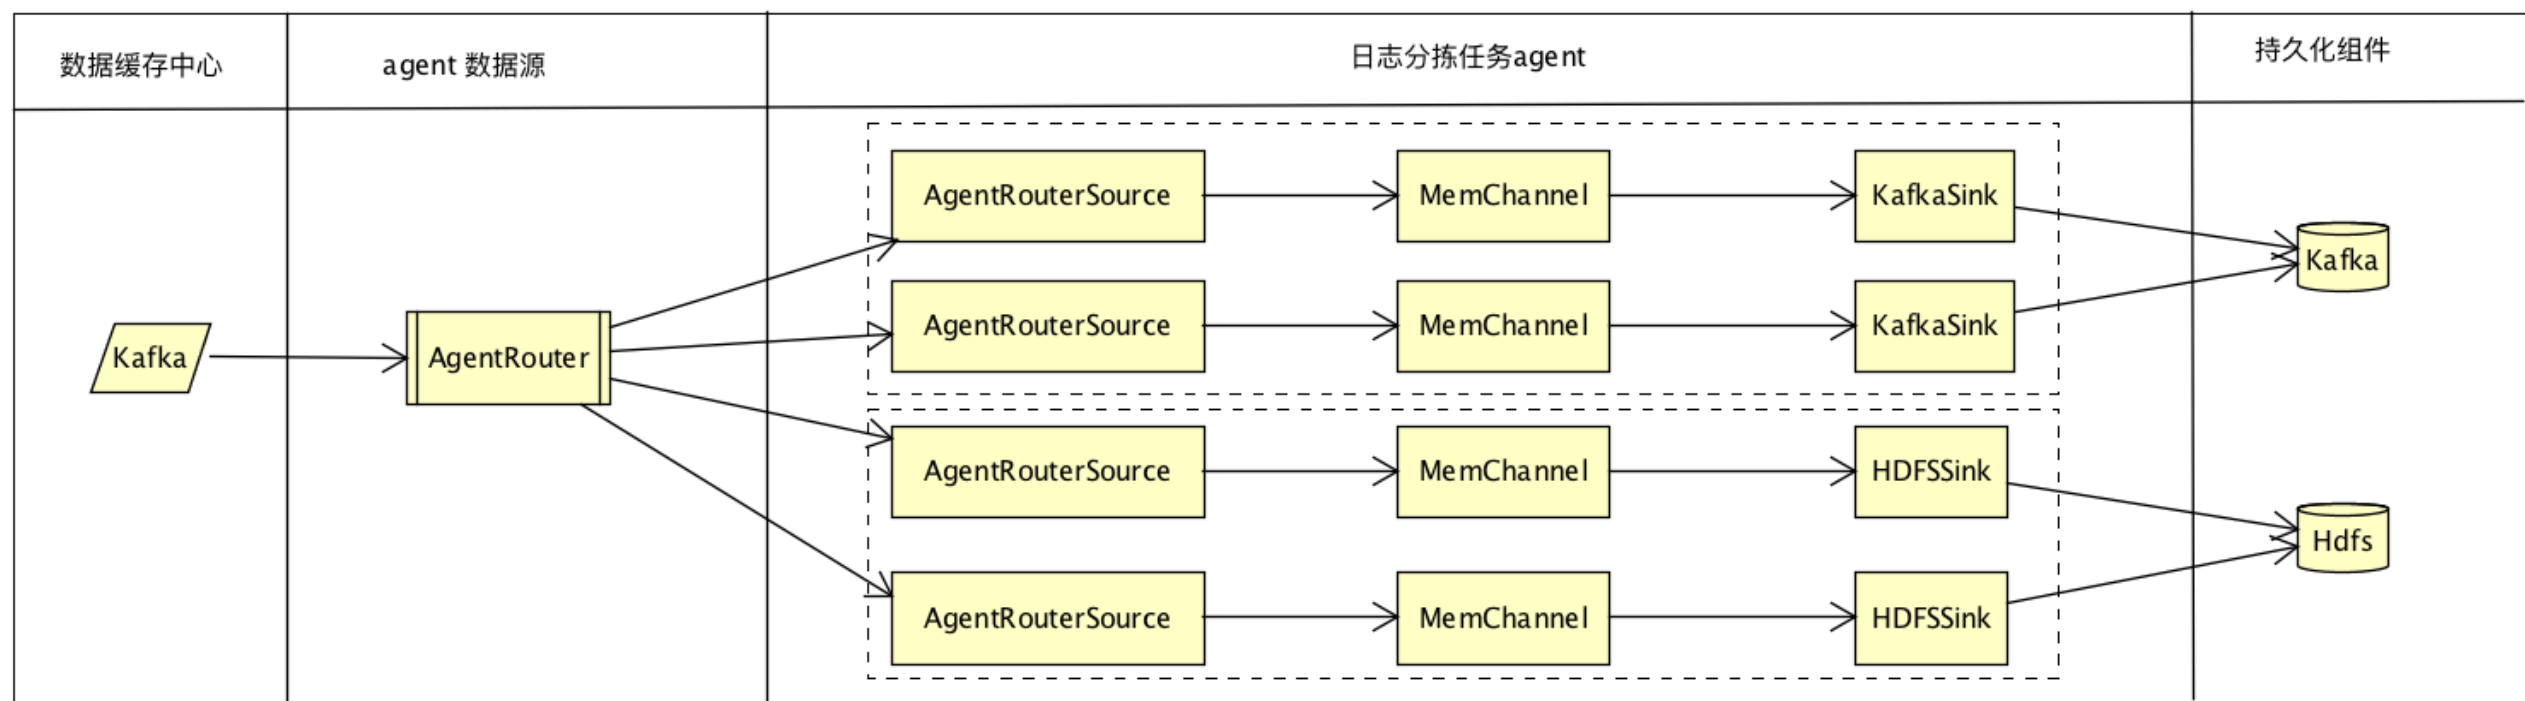 数据缓存中心
agent 数据源
日志分拣任务agent
持久化组件
AgentRouterSource
MemChannel
KafkaSink
Kafka
AgentRouterSource
MemChannel
KafkaSink
Kafka
AgentRouter
AgentRouterSource
MemChannel
HDFSSink
Hdfs
AgentRouterSource
MemChannel
HDFSSink